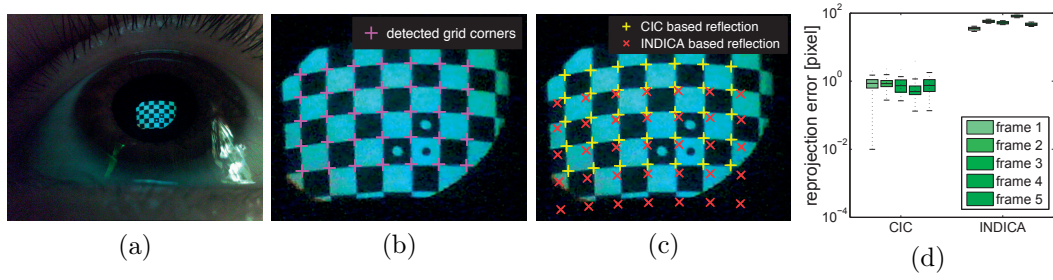 detected grid corners
CIC based reflection
INDICA based reflection
reprojection error [pixel]
10^2
10^0
10^-2
10^-4
frame 1
frame 2
frame 3
frame 4
frame 5
CIC
INDICA
(a)
(b)
(c)
(d)